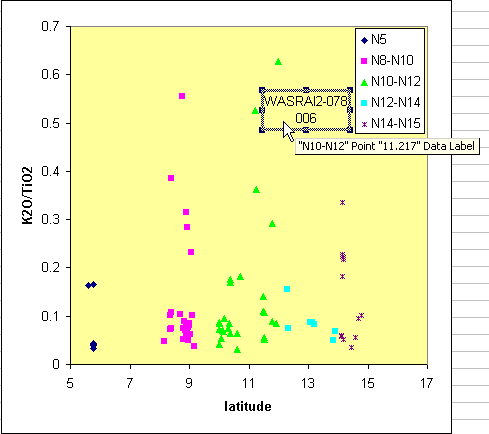 0.7
0.6
0.5
0.4
0.3
0.2
0.1
0
K2O/TiO2
5 7 9 11 13 15 17
latitude
N5
N8-N10
N10-N12
N12-N14
N14-N15
WASRAI2-078
006
"N10-N12" Point "11.217" Data Label